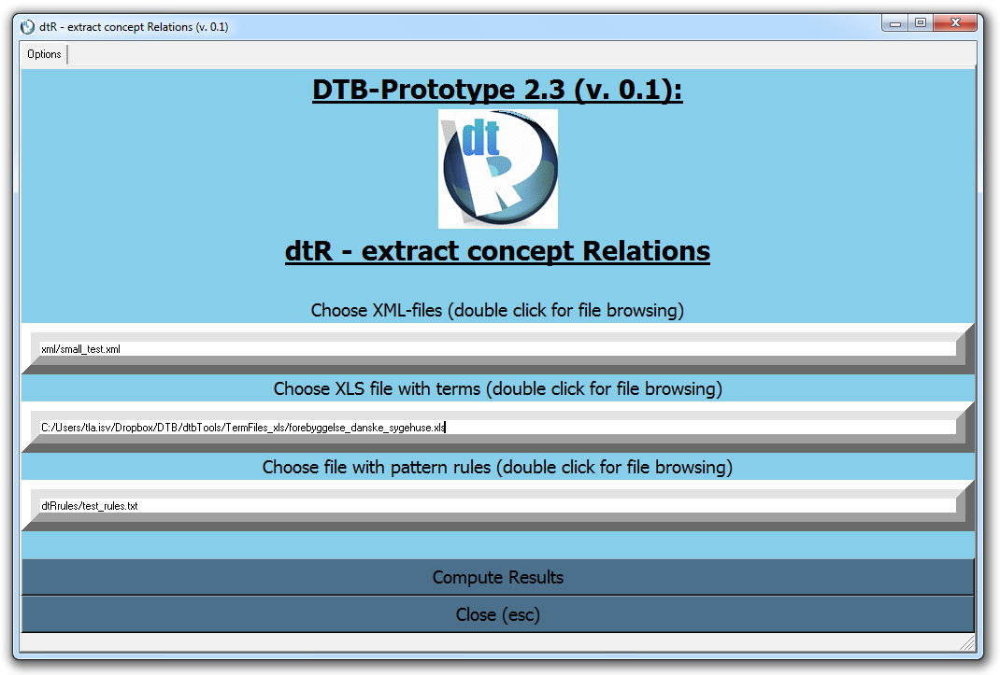 dtR - extract concept Relations (v. 0.1)
Options
DTB-Prototype 2.3 (v. 0.1):
dt
R
dtR - extract concept Relations
Choose XML-files (double click for file browsing)
xml/small_test.xml
Choose XLS file with terms (double click for file browsing)
C:/Users/tla.isv/Dropbox/DTB/dtbTools/TermFiles_xls/forebyggelse_danske_sygehuse.xls
Choose file with pattern rules (double click for file browsing)
dtRrules/test_rules.txt
Compute Results
Close (esc)